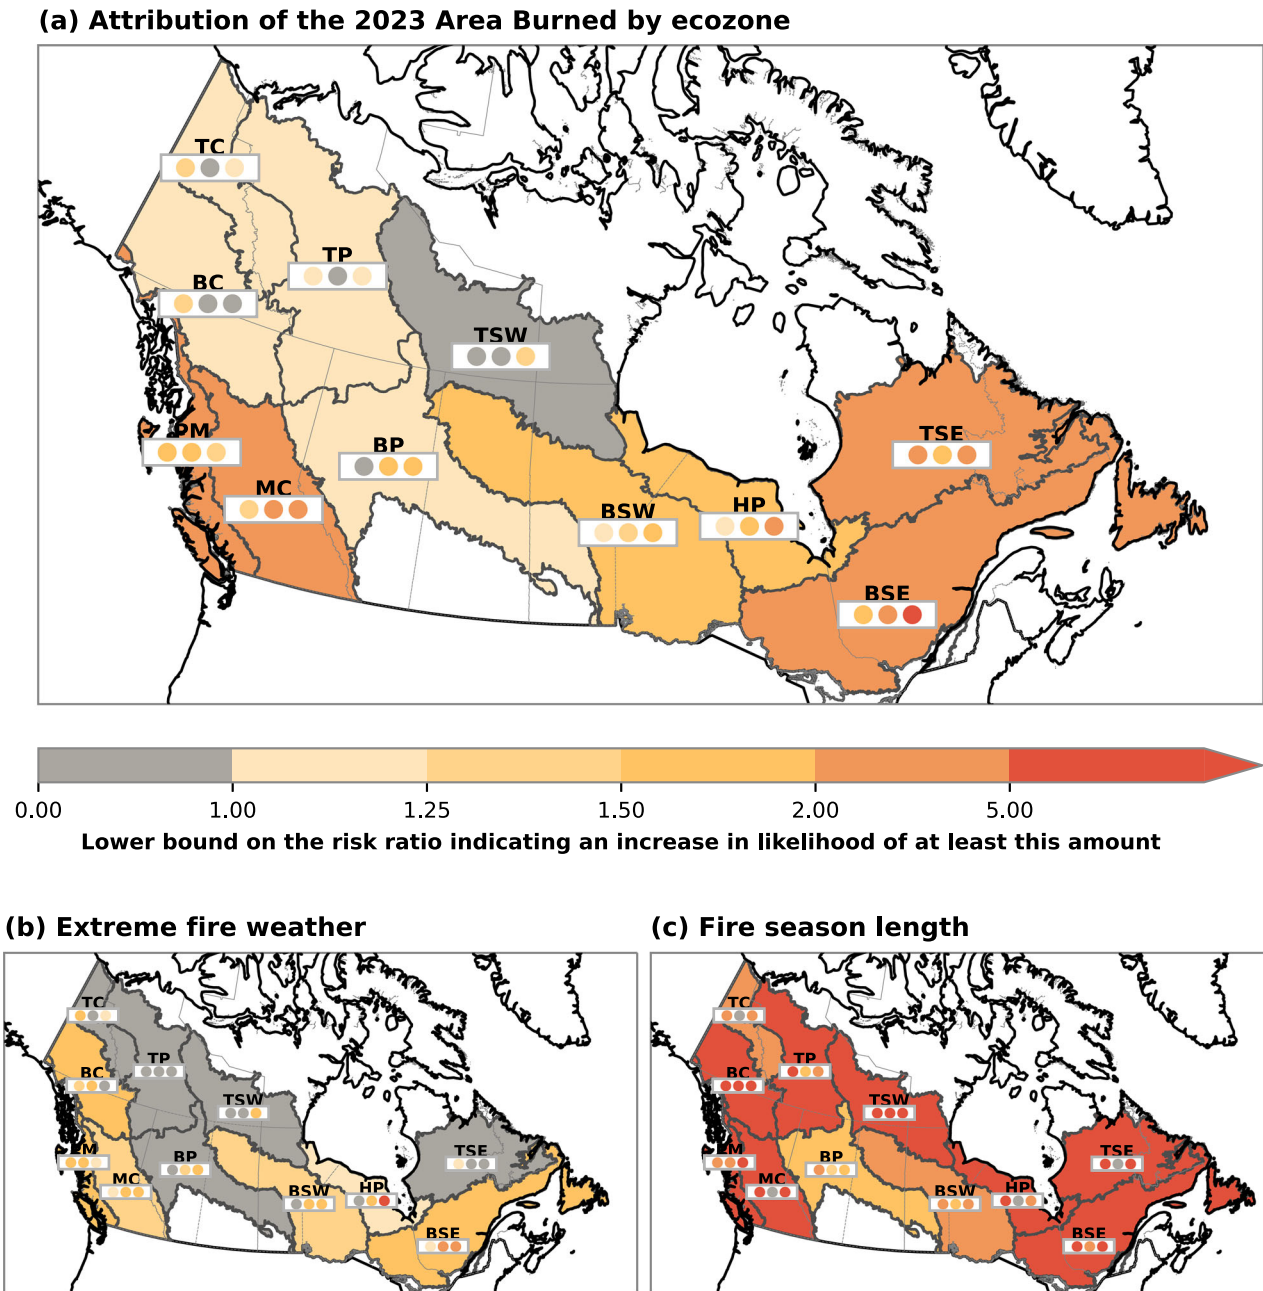 (a) Attribution of the 2023 Area Burned by ecozone
TC
TP
BC
TSW
PM
BP
TSE
MC
HP
BSW
BSE
0.00 1.00 1.25 1.50 2.00 5.00
Lower bound on the risk ratio indicating an increase in likelihood of at least this amount
(b) Extreme fire weather
(c) Fire season length
TC
TP
BC
TSW
TSE
BP
MC
HP
BSW
BSE
TC
TP
BC
TSW
TSE
BP
MC
HP
BSW
BSE